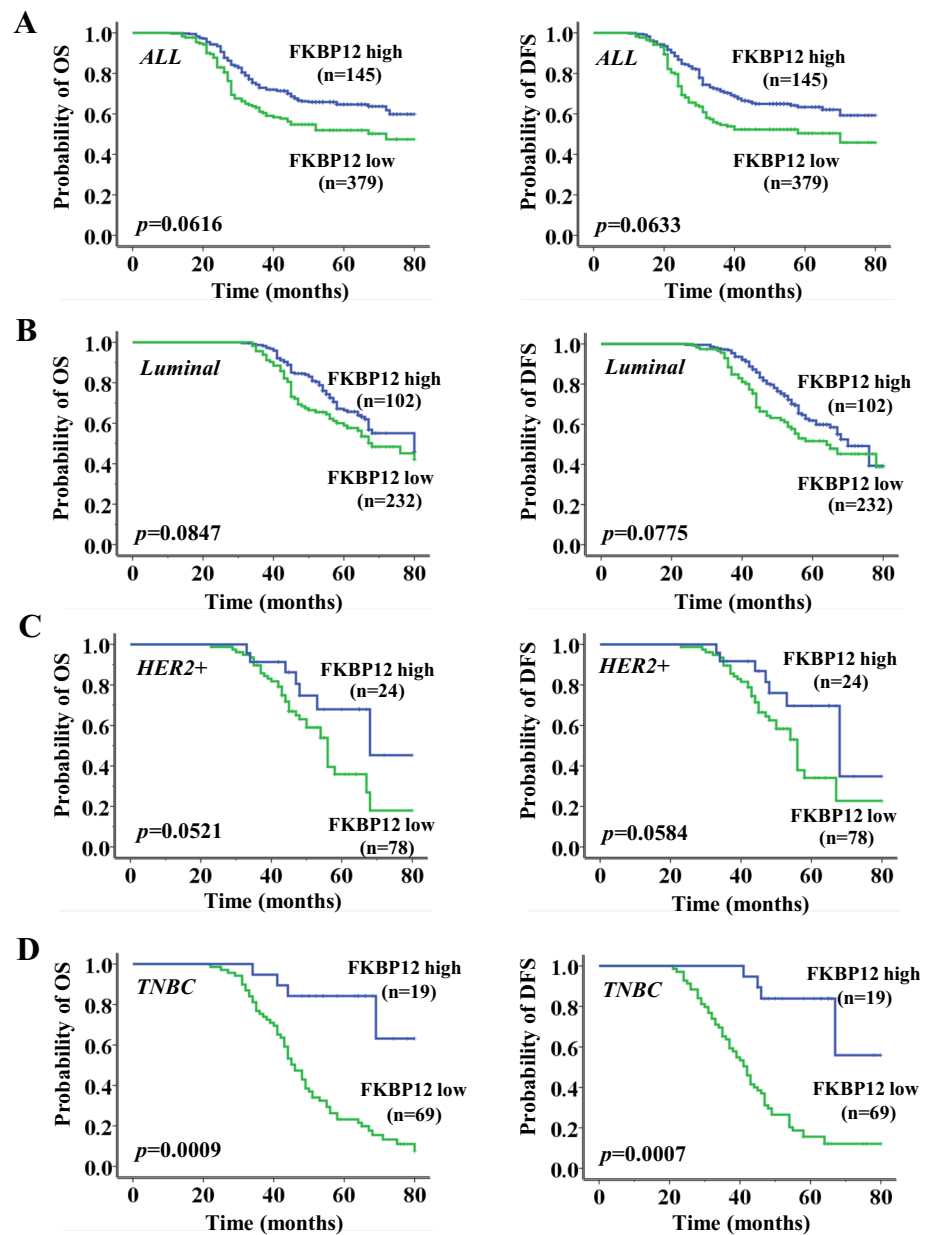 A
Probability of OS
1.0
0.8
0.6
0.4
0.2
0.0
ALL
FKBP12 high
(n=145)
FKBP12 low
(n=379)
p=0.0616
0 20 40 60 80
Time (months)
Probability of DFS
1.0
0.8
0.6
0.4
0.2
0.0
ALL
FKBP12 high
(n=145)
FKBP12 low
(n=379)
p=0.0633
0 20 40 60 80
Time (months)
B
Probability of OS
1.0
0.8
0.6
0.4
0.2
0.0
Luminal
FKBP12 high
(n=102)
FKBP12 low
(n=232)
p=0.0847
0 20 40 60 80
Time (months)
Probability of DFS
1.0
0.8
0.6
0.4
0.2
0.0
Luminal
FKBP12 high
(n=102)
FKBP12 low
(n=232)
p=0.0775
0 20 40 60 80
Time (months)
C
Probability of OS
1.0
0.8
0.6
0.4
0.2
0.0
HER2+
FKBP12 high
(n=24)
FKBP12 low
(n=78)
p=0.0521
0 20 40 60 80
Time (months)
Probability of DFS
1.0
0.8
0.6
0.4
0.2
0.0
HER2+
FKBP12 high
(n=24)
FKBP12 low
(n=78)
p=0.0584
0 20 40 60 80
Time (months)
D
Probability of OS
1.0
0.8
0.6
0.4
0.2
0.0
TNBC
FKBP12 high
(n=19)
FKBP12 low
(n=69)
p=0.0009
0 20 40 60 80
Time (months)
Probability of DFS
1.0
0.8
0.6
0.4
0.2
0.0
TNBC
FKBP12 high
(n=19)
FKBP12 low
(n=69)
p=0.0007
0 20 40 60 80
Time (months)